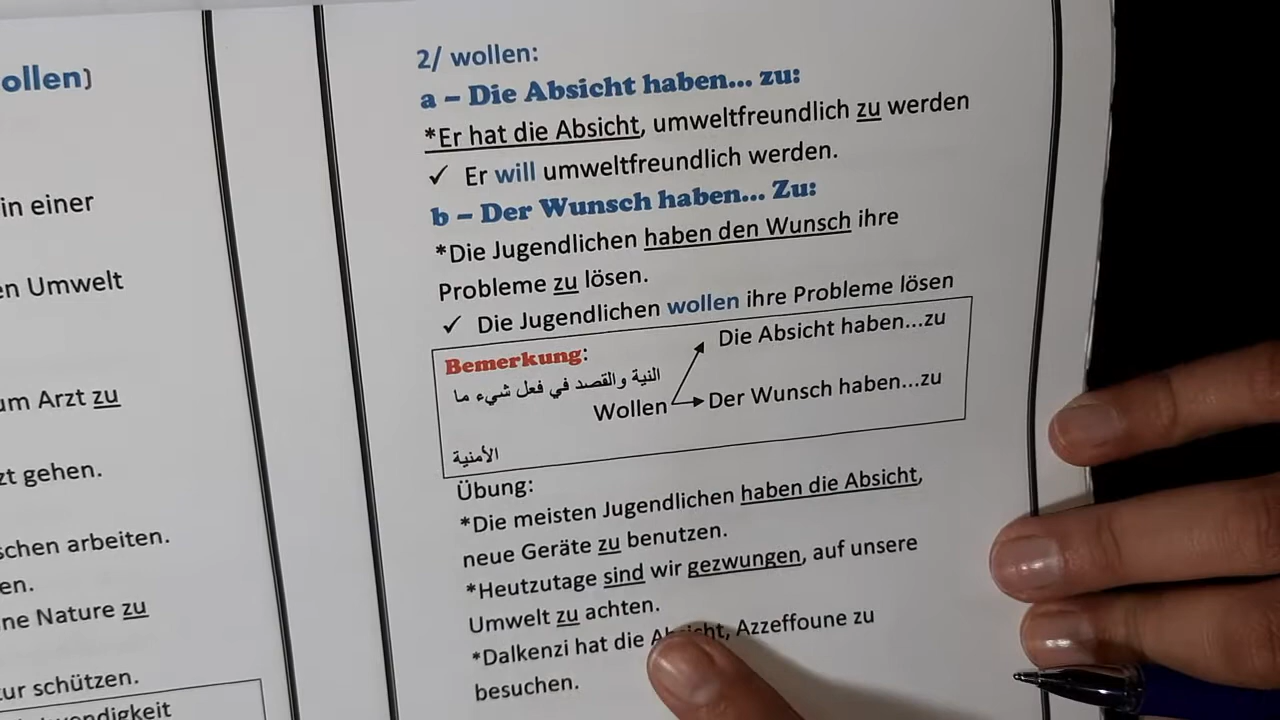 ollen)
in einer
en Umwelt
um Arzt zu
zt gehen.
schen arbeiten.
en.
ne Nature zu
ur schützen.
wendigkeit
2/ wollen:
a – Die Absicht haben... zu:
*Er hat die Absicht, umweltfreundlich zu werden
✓ Er will umweltfreundlich werden.
b – Der Wunsch haben... Zu:
*Die Jugendlichen haben den Wunsch ihre
Probleme zu lösen.
✓ Die Jugendlichen wollen ihre Probleme lösen
Bemerkung:
Die Absicht haben...zu
النية والقصد في فعل شيء ما
Wollen Der Wunsch haben...zu
الأمنية
Übung:
*Die meisten Jugendlichen haben die Absicht,
neue Geräte zu benutzen.
*Heutzutage sind wir gezwungen, auf unsere
Umwelt zu achten.
*Dalkenzi hat die Absicht, Azzeffoune zu
besuchen.